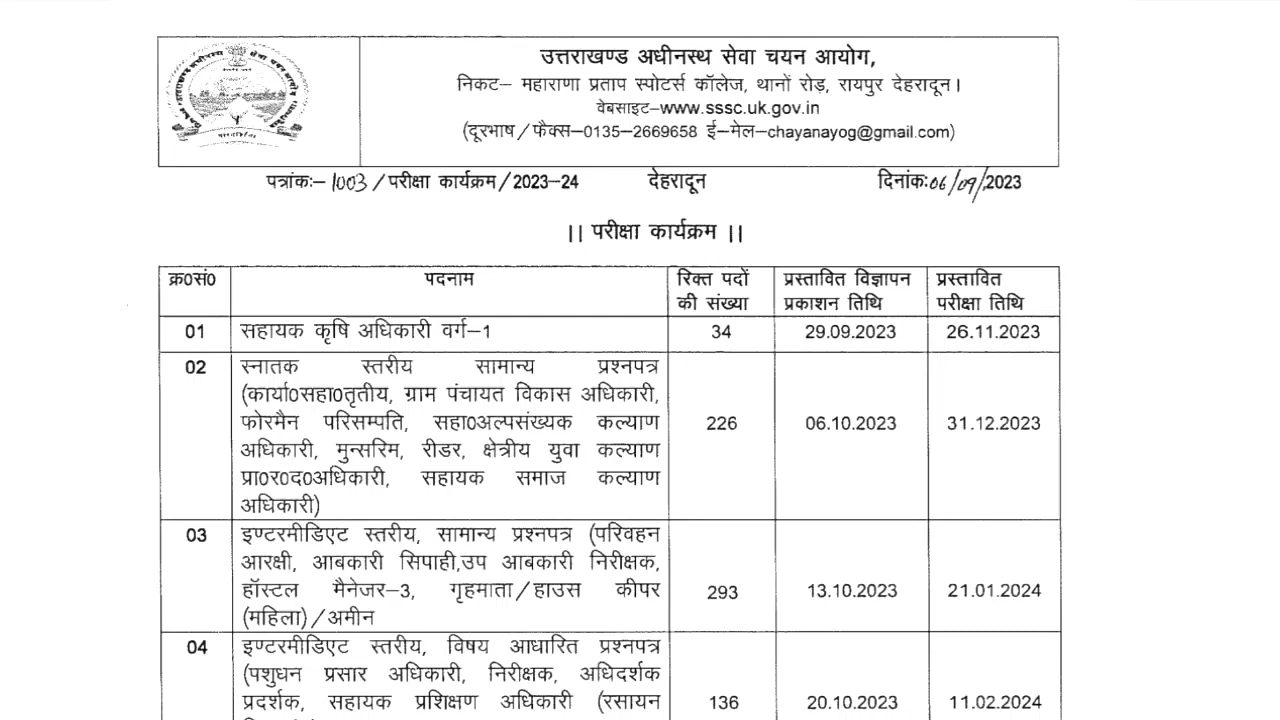 उत्तराखण्ड अधीनस्थ सेवा चयन आयोग,
निकट– महाराणा प्रताप स्पोटर्स कॉलेज, थानों रोड़, रायपुर देहरादून।
वेबसाइट–www.sssc.uk.gov.in
(दूरभाष/फैक्स–0135–2669658 ई–मेल–chayanayog@gmail.com)
पत्रांकः–1003/परीक्षा कार्यक्रम/2023–24 देहरादून दिनांकः06/09/2023
|| परीक्षा कार्यक्रम ||
क्र0सं0 पदनाम रिक्त पदों की संख्या प्रस्तावित विज्ञापन प्रकाशन तिथि प्रस्तावित परीक्षा तिथि
01 सहायक कृषि अधिकारी वर्ग–1 34 29.09.2023 26.11.2023
02 स्नातक स्तरीय सामान्य प्रश्नपत्र
(कार्या0सहा0तृतीय, ग्राम पंचायत विकास अधिकारी,
फोरमैन परिसम्पति, सहा0अल्पसंख्यक कल्याण 226 06.10.2023 31.12.2023
अधिकारी, मुन्सरिम, रीडर, क्षेत्रीय युवा कल्याण
प्रा0र0द0अधिकारी, सहायक समाज कल्याण
अधिकारी)
03 इण्टरमीडिएट स्तरीय, सामान्य प्रश्नपत्र (परिवहन
आरक्षी, आबकारी सिपाही,उप आबकारी निरीक्षक,
हॉस्टल मैनेजर–3, गृहमाता/हाउस कीपर 293 13.10.2023 21.01.2024
(महिला)/अमीन
04 इण्टरमीडिएट स्तरीय, विषय आधारित प्रश्नपत्र
(पशुधन प्रसार अधिकारी, निरीक्षक, अधिदर्शक
प्रदर्शक, सहायक प्रशिक्षण अधिकारी (रसायन 136 20.10.2023 11.02.2024